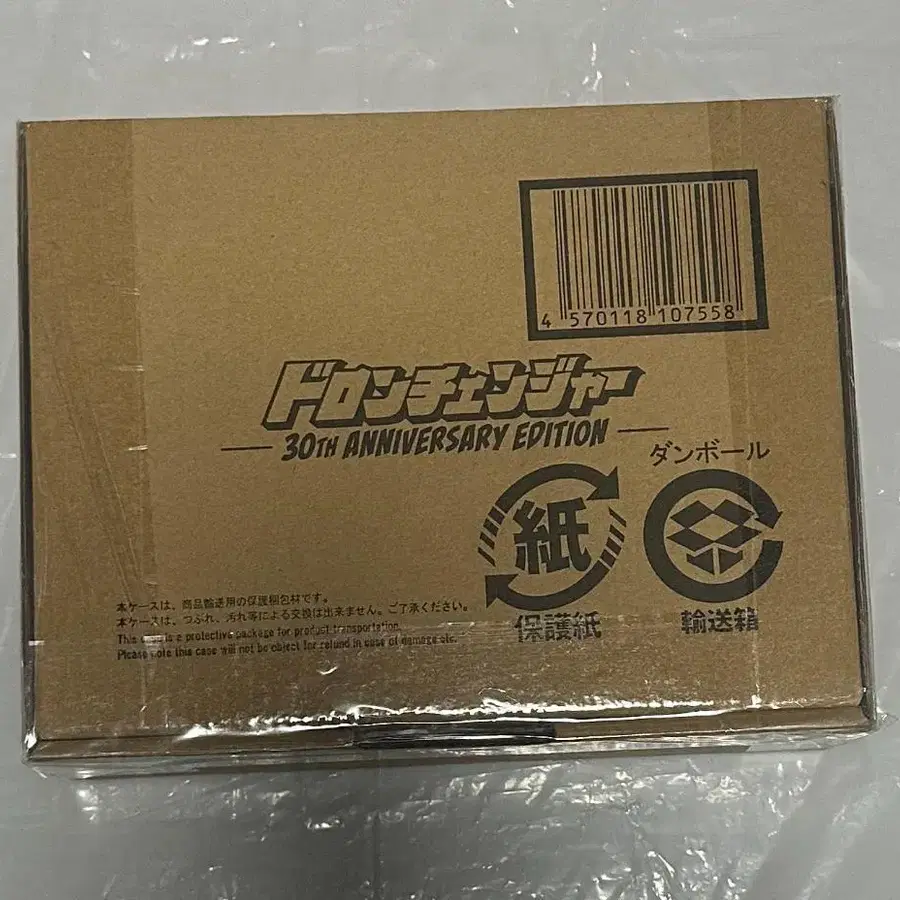 4 570118 107558
ドロンチェンジャー
30TH ANNIVERSARY EDITION
ダンボール
紙
保護紙
輸送箱
本ケースは、商品輸送用の保護梱包材です。
本ケースは、つぶれ、汚れ等による交換は出来ません。ご了承ください。
This case is a protective package for product transportation.
Please note this case will not be object for refund in case of damage etc.